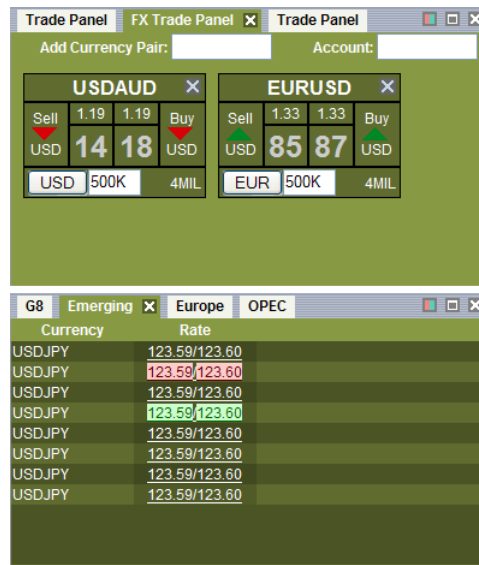 Trade Panel FX Trade Panel Trade Panel
Add Currency Pair: Account:
USDAUD EURUSD
Sell 1.19 1.19 Buy Sell 1.33 1.33 Buy
USD 14 18 USD USD 85 87 USD
USD 500K 4MIL EUR 500K 4MIL
G8 Emerging Europe OPEC
Currency Rate
USDJPY 123.59/123.60
USDJPY 123.59/123.60
USDJPY 123.59/123.60
USDJPY 123.59/123.60
USDJPY 123.59/123.60
USDJPY 123.59/123.60
USDJPY 123.59/123.60
USDJPY 123.59/123.60